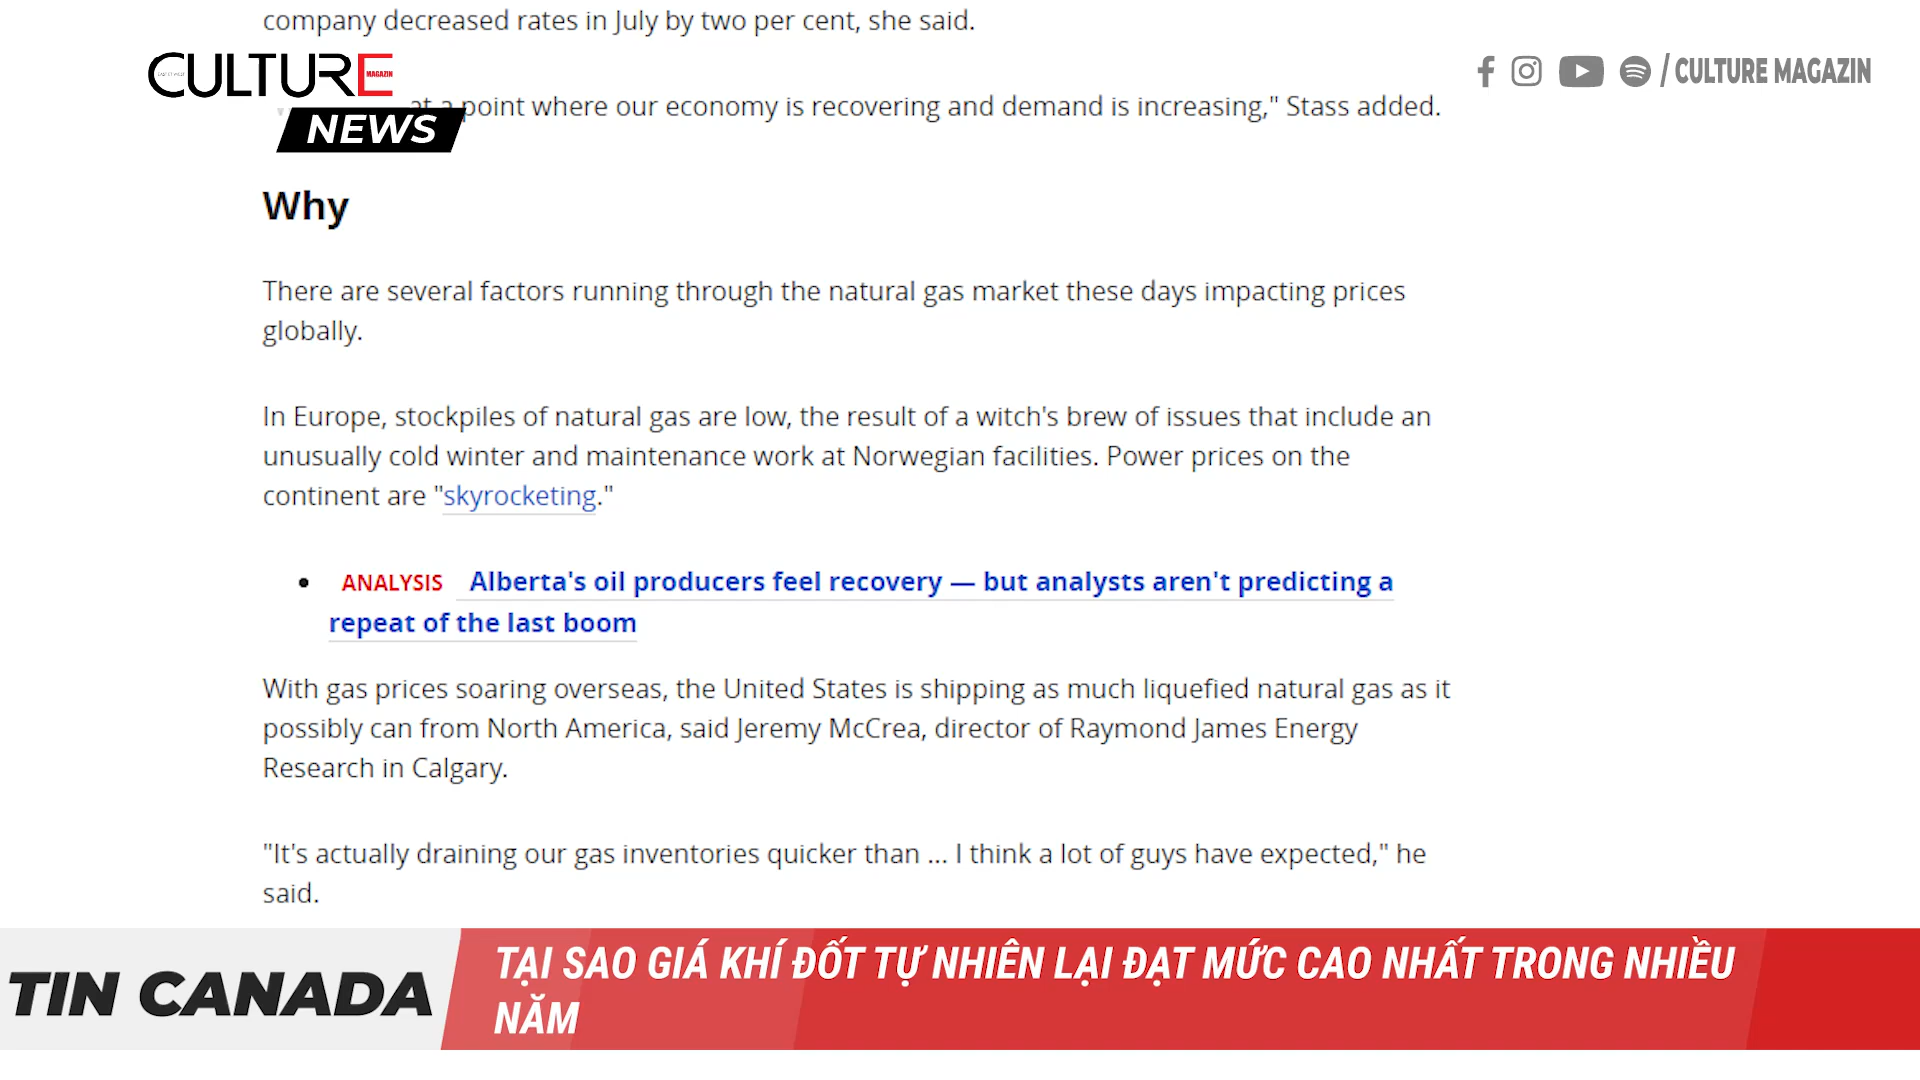 company decreased rates in July by two per cent, she said.
CULTURE
MAGAZIN
/ CULTURE MAGAZIN
at a point where our economy is recovering and demand is increasing," Stass added.
NEWS
Why
There are several factors running through the natural gas market these days impacting prices
globally.
In Europe, stockpiles of natural gas are low, the result of a witch's brew of issues that include an
unusually cold winter and maintenance work at Norwegian facilities. Power prices on the
continent are "skyrocketing."
• ANALYSIS Alberta's oil producers feel recovery — but analysts aren't predicting a
repeat of the last boom
With gas prices soaring overseas, the United States is shipping as much liquefied natural gas as it
possibly can from North America, said Jeremy McCrea, director of Raymond James Energy
Research in Calgary.
"It's actually draining our gas inventories quicker than ... I think a lot of guys have expected," he
said.
TIN CANADA
TẠI SAO GIÁ KHÍ ĐỐT TỰ NHIÊN LẠI ĐẠT MỨC CAO NHẤT TRONG NHIỀU
NĂM